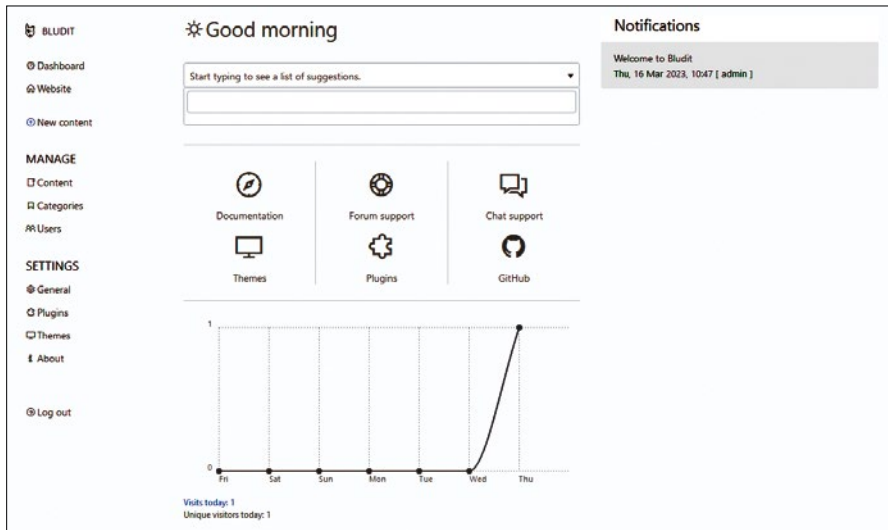 BLUDIT
Dashboard
Website
New content
MANAGE
Content
Categories
Users
SETTINGS
General
Plugins
Themes
About
Log out
Good morning
Start typing to see a list of suggestions.
Documentation
Forum support
Chat support
Themes
Plugins
GitHub
1
0
Fri
Sat
Sun
Mon
Tue
Wed
Thu
Visits today: 1
Unique visitors today: 1
Notifications
Welcome to Bludit
Thu, 16 Mar 2023, 10:47 [ admin ]